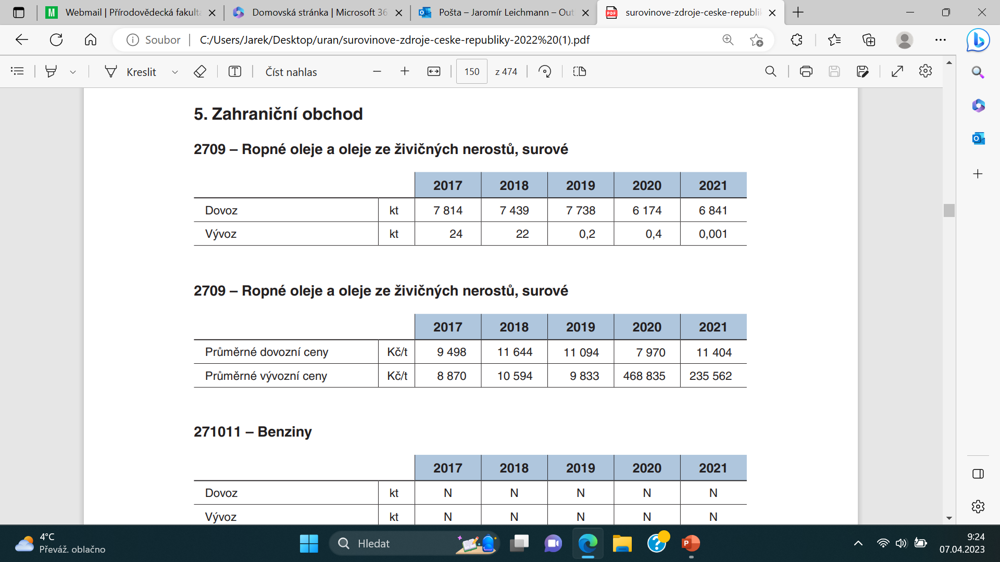 Webmail | Přírodovědecká fakult
Domovská stránka | Microsoft 36
Pošta – Jaromír Leichmann – Out
surovinove-zdroje-ceske-republi
Soubor
C:/Users/Jarek/Desktop/uran/surovinove-zdroje-ceske-republiky-2022%20(1).pdf
Kreslit
Číst nahlas
150
z 474
5. Zahraniční obchod
2709 – Ropné oleje a oleje ze živičných nerostů, surové
2017 2018 2019 2020 2021
Dovoz kt 7 814 7 439 7 738 6 174 6 841
Vývoz kt 24 22 0,2 0,4 0,001
2709 – Ropné oleje a oleje ze živičných nerostů, surové
2017 2018 2019 2020 2021
Průměrné dovozní ceny Kč/t 9 498 11 644 11 094 7 970 11 404
Průměrné vývozní ceny Kč/t 8 870 10 594 9 833 468 835 235 562
271011 – Benziny
2017 2018 2019 2020 2021
Dovoz kt N N N N N
Vývoz kt N N N N N
4°C
Převáž. oblačno
Hledat
9:24
07.04.2023